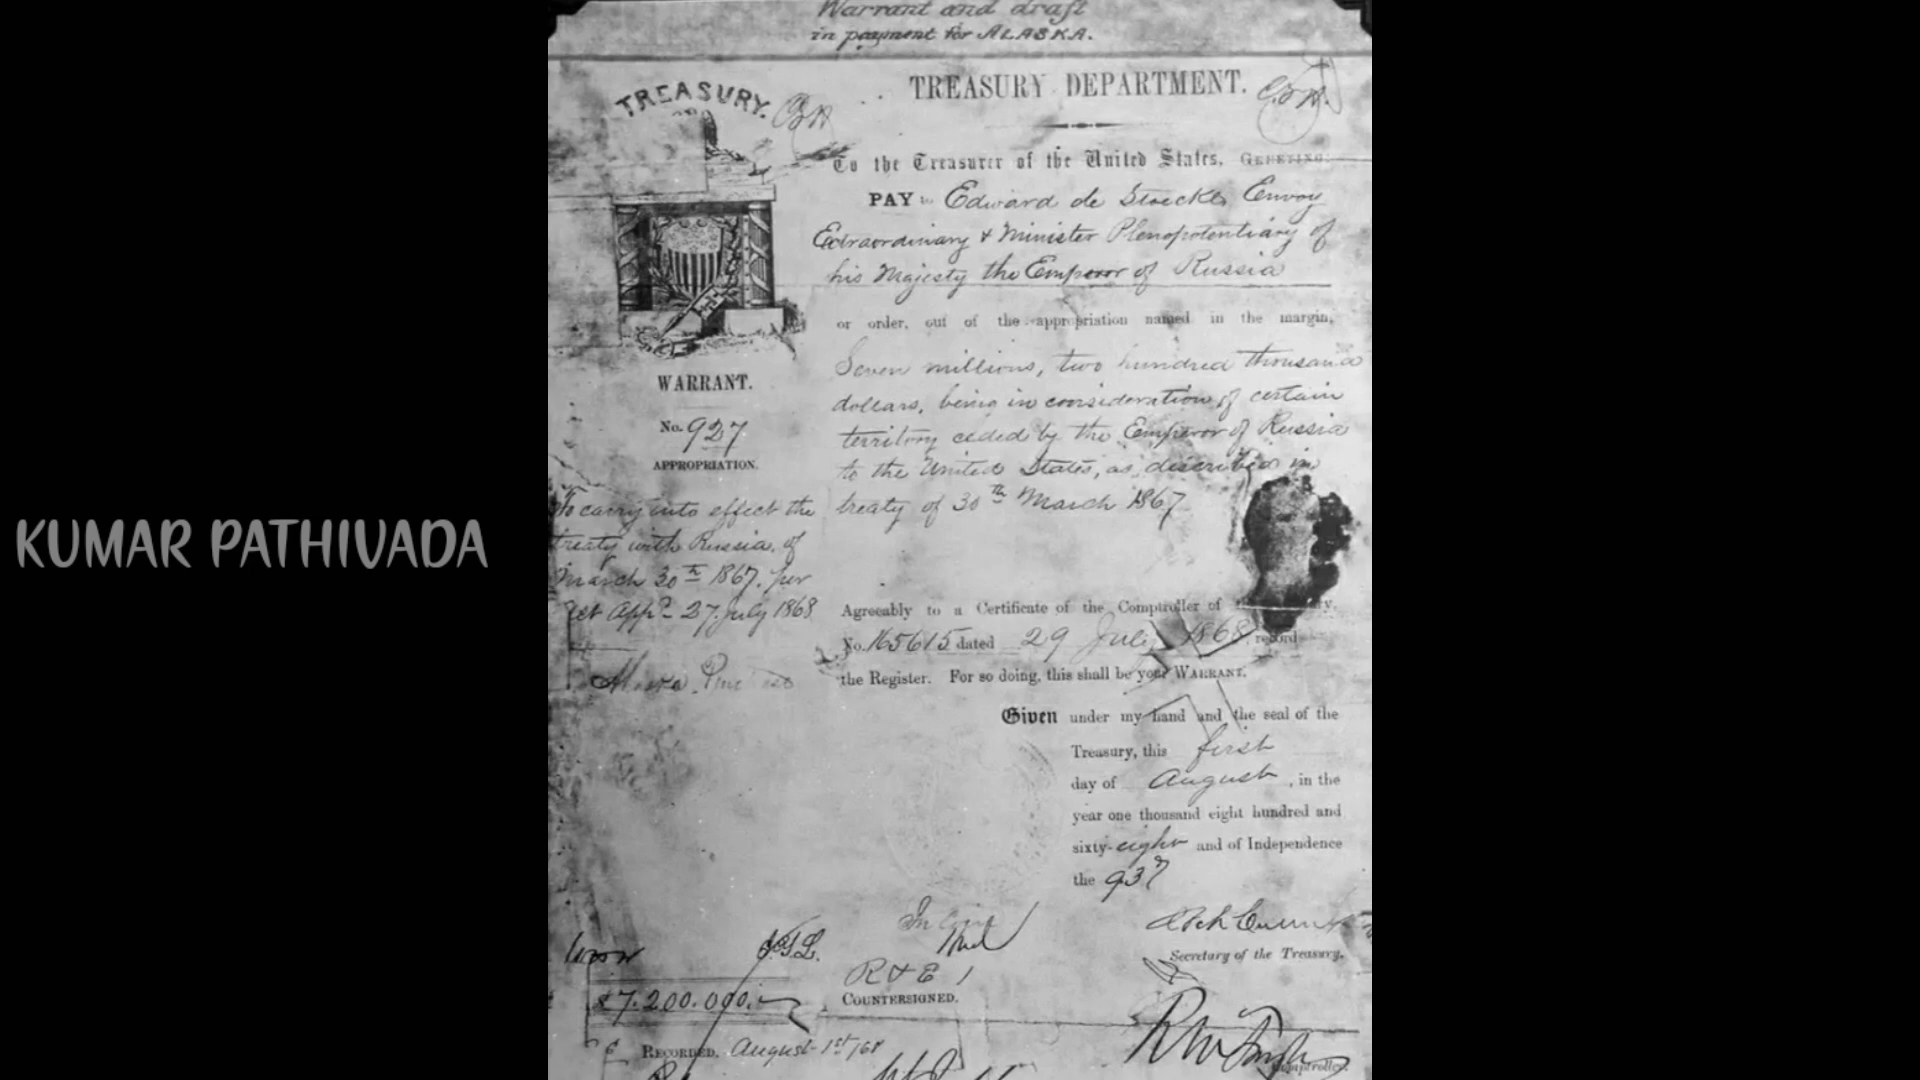 Warrant and draft
in payment for ALASKA.
TREASURY.
TREASURY DEPARTMENT.
To the Treasurer of the United States, GREETING:
PAY to Edward de Stoeckl, Envoy
Extraordinary & Minister Plenopotentiary of
his Majesty the Emperor of Russia
or order, out of the appropriation named in the margin,
Seven millions, two hundred thousand
dollars, being in consideration of certain
territory ceded by the Emperor of Russia
to the United States, as described in
treaty of 30th March 1867
WARRANT.
No. 927
APPROPRIATION.
To carry into effect the
treaty with Russia, of
March 30th 1867. per
act App. 27. July 1868
KUMAR PATHIVADA
Agreeably to a Certificate of the Comptroller of
No. 165615 dated 29 July 1868, record
the Register. For so doing, this shall be your WARRANT.
Given under my hand and the seal of the
Treasury, this first
day of August, in the
year one thousand eight hundred and
sixty-eight and of Independence
the 93
Secretary of the Treasury.
R & E
COUNTERSIGNED.
$7.200.000.
RECORDED, August 1st/68
Comptroller.